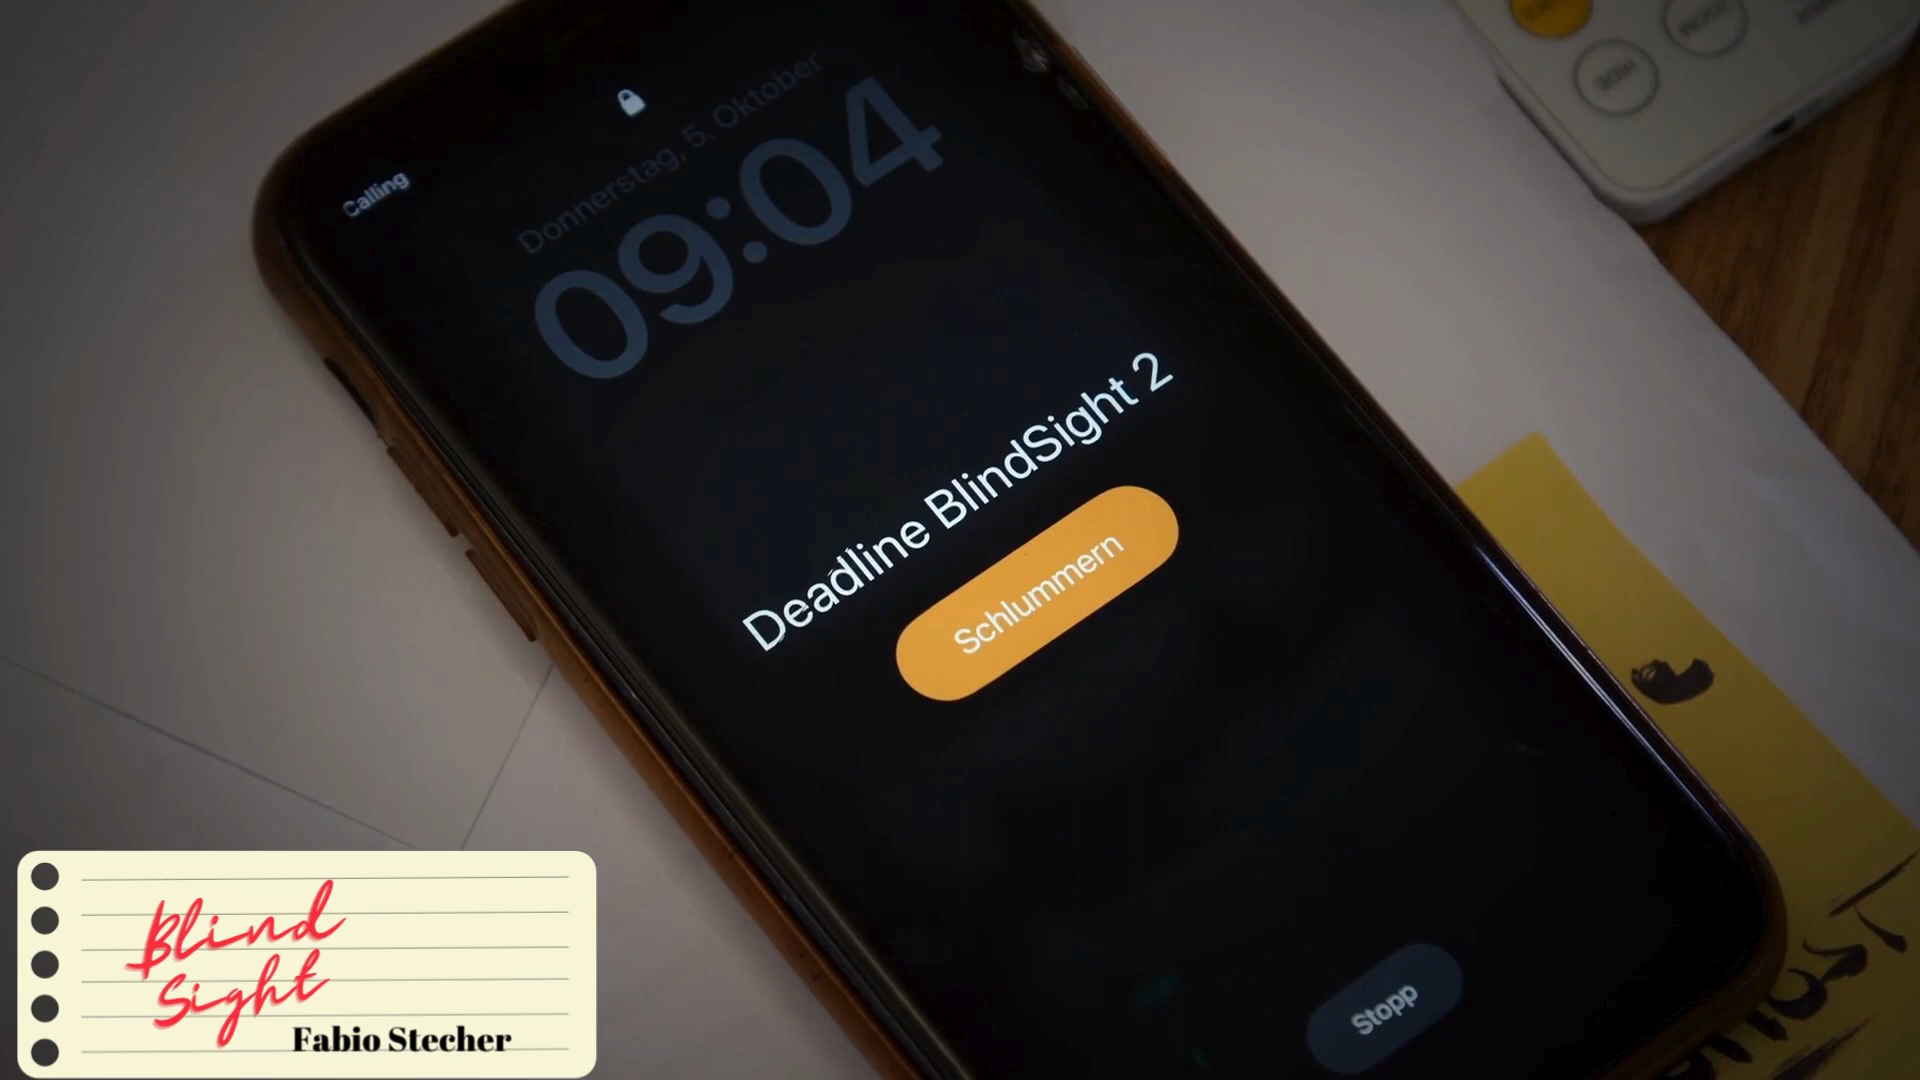 Calling
Donnerstag, 5. Oktober
09:04
Deadline BlindSight 2
Schlummern
Stopp
Blind
Sight
Fabio Stecher